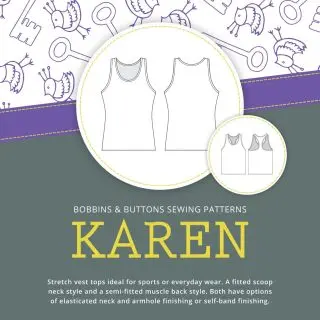 BOBBINS & BUTTONS SEWING PATTERNS
KAREN
Stretch vest tops ideal for sports or everyday wear. A fitted scoop
neck style and a semi-fitted muscle back style. Both have options
of elasticated neck and armhole finishing or self-band finishing.